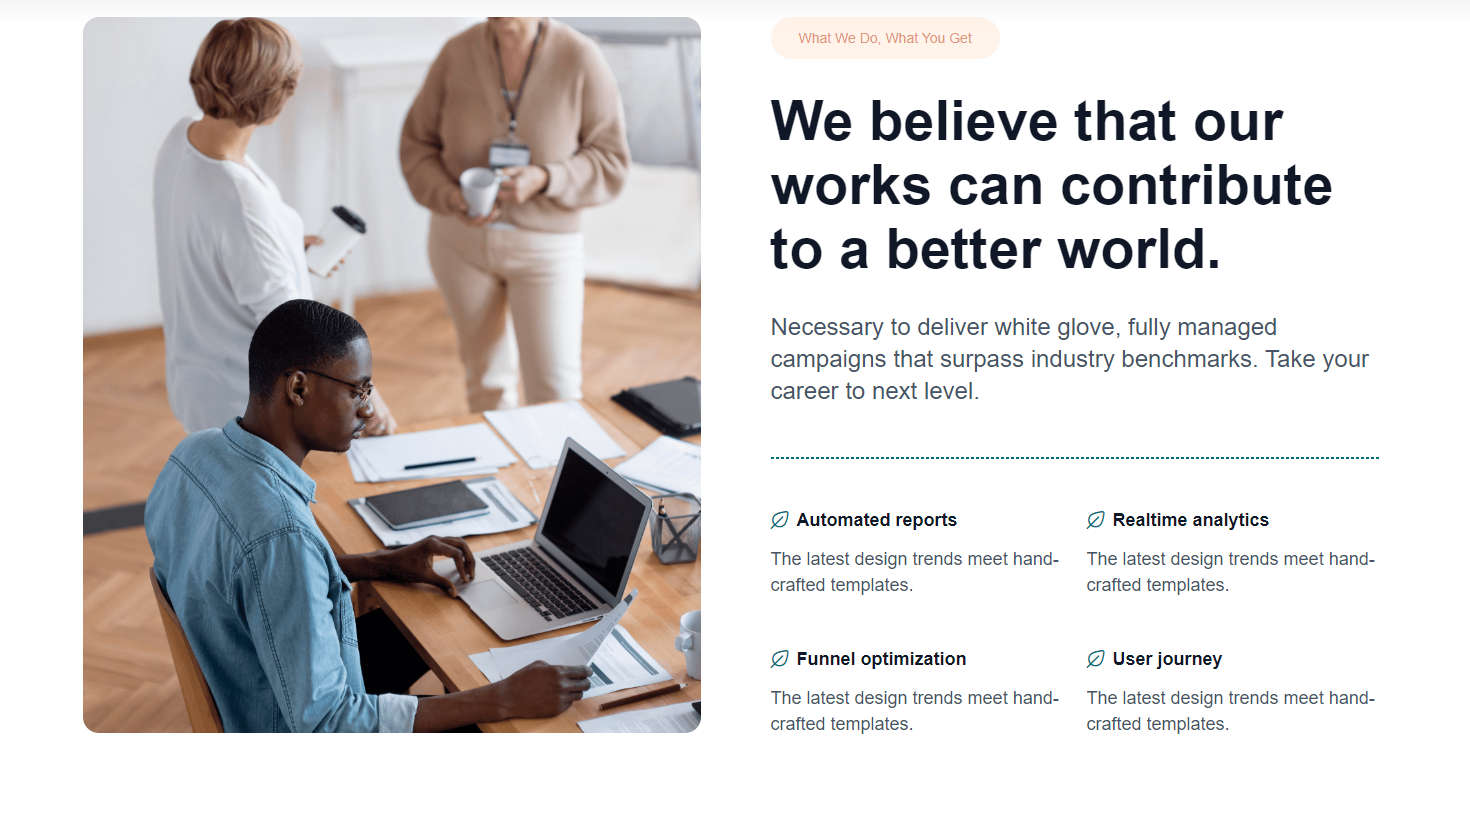 What We Do, What You Get
We believe that our
works can contribute
to a better world.
Necessary to deliver white glove, fully managed
campaigns that surpass industry benchmarks. Take your
career to next level.
Automated reports
The latest design trends meet hand-
crafted templates.
Realtime analytics
The latest design trends meet hand-
crafted templates.
Funnel optimization
The latest design trends meet hand-
crafted templates.
User journey
The latest design trends meet hand-
crafted templates.